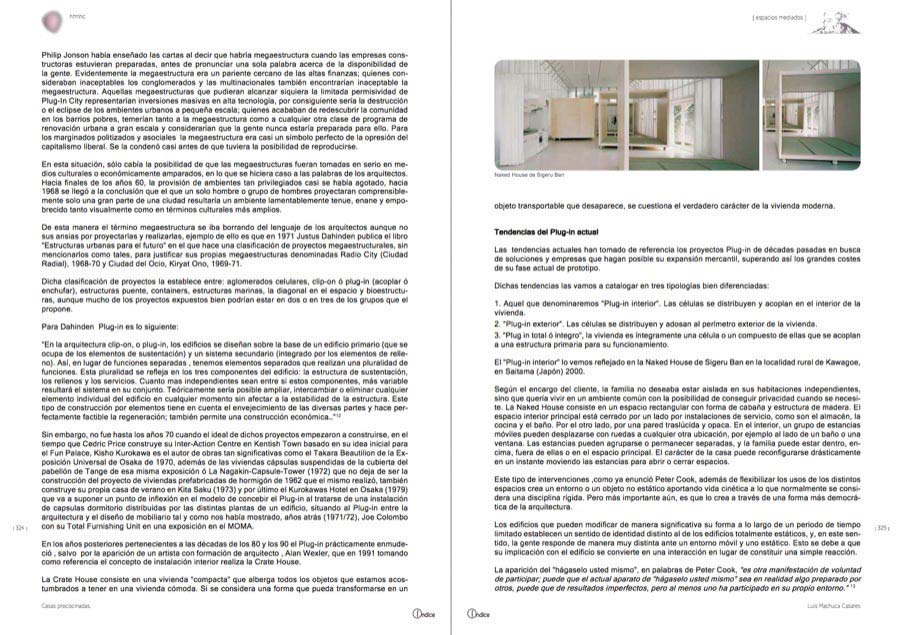 htminc
Philip Jonson había enseñado las cartas al decir que habría megaestructura cuando las empresas cons-
tructoras estuvieran preparadas, antes de pronunciar una sola palabra acerca de la disponibilidad de
la gente. Evidentemente la megaestructura era un pariente cercano de las altas finanzas; quienes con-
sideraban inaceptables los conglomerados y las multinacionales también encontrarían inaceptable la
megaestructura. Aquellas megaestructuras que pudieran alcanzar siquiera la limitada permisividad de
Plug-In City representarían inversiones masivas en alta tecnología, por consiguiente seria la destrucción
o el eclipse de los ambientes urbanos a pequeña escala; quienes acababan de redescubrir la comunidad
en los barrios pobres, temerían tanto a la megaestructura como a cualquier otra clase de programa de
renovación urbana a gran escala y considerarían que la gente nunca estaría preparada para ello. Para
los marginados politizados y asociales la megaestructura era casi un símbolo perfecto de la opresión del
capitalismo liberal. Se la condenó casi antes de que tuviera la posibilidad de reproducirse.
En esta situación, sólo cabía la posibilidad de que las megaestructuras fueran tomadas en serio en me-
dios culturales o económicamente amparados, en lo que se hiciera caso a las palabras de los arquitectos.
Hacia finales de los años 60, la provisión de ambientes tan privilegiados casi se había agotado, hacia
1968 se llegó a la conclusión que el que un solo hombre o grupo de hombres proyectaran comprensible-
mente solo una gran parte de una ciudad resultaría un ambiente lamentablemente tenue, enane y empo-
brecido tanto visualmente como en términos culturales más amplios.
De esta manera el término megaestructura se iba borrando del lenguaje de los arquitectos aunque no
sus ansias por proyectarlas y realizarlas, ejemplo de ello es que en 1971 Justus Dahinden publica el libro
"Estructuras urbanas para el futuro" en el que hace una clasificación de proyectos megaestructurales, sin
mencionarlos como tales, para justificar sus propias megaestructuras denominadas Radio City (Ciudad
Radial), 1968-70 y Ciudad del Ocio, Kiryat Ono, 1969-71.
Dicha clasificación de proyectos la establece entre: aglomerados celulares, clip-on ó plug-in (acoplar ó
enchufar), estructuras puente, containers, estructuras marinas, la diagonal en el espacio y bioestructu-
ras, aunque mucho de los proyectos expuestos bien podrían estar en dos o en tres de los grupos que el
propone.
Para Dahinden Plug-in es lo siguiente:
"En la arquitectura clip-on, o plug-in, los edificios se diseñan sobre la base de un edificio primario (que se
ocupa de los elementos de sustentación) y un sistema secundario (integrado por los elementos de relle-
no). Así, en lugar de funciones separadas , tenemos elementos separados que realizan una pluralidad de
funciones. Esta pluralidad se refleja en los tres componentes del edificio: la estructura de sustentación,
los rellenos y los servicios. Cuanto mas independientes sean entre si estos componentes, más variable
resultará el sistema en su conjunto. Teóricamente sería posible ampliar, intercambiar o eliminar cualquier
elemento individual del edificio en cualquier momento sin afectar a la estabilidad de la estructura. Este
tipo de construcción por elementos tiene en cuenta el envejecimiento de las diversas partes y hace per-
fectamente factible la regeneración; también permite una construcción económica.."12
Sin embargo, no fue hasta los años 70 cuando el ideal de dichos proyectos empezaron a construirse, en el
tiempo que Cedric Price construye su Inter-Action Centre en Kentish Town basado en su idea inicial para
el Fun Palace, Kisho Kurokawa es el autor de obras tan significativas como el Takara Beautilion de la Ex-
posición Universal de Osaka de 1970, además de las viviendas cápsulas suspendidas de la cubierta del
pabellón de Tange de esa misma exposición ó La Nagakin-Capsule-Tower (1972) que no deja de ser la
construcción del proyecto de viviendas prefabricadas de hormigón de 1962 que el mismo realizó, también
construye su propia casa de verano en Kita Saku (1973) y por último el Kurokawas Hotel en Osaka (1979)
que va a suponer un punto de inflexión en el modelo de concebir el Plug-in al tratarse de una instalación
de capsulas dormitorio distribuidas por las distintas plantas de un edificio, situando al Plug-in entre la
arquitectura y el diseño de mobiliario tal y como nos había mostrado, años atrás (1971/72), Joe Colombo
con su Total Furnishing Unit en una exposición en el MOMA.
En los años posteriores pertenecientes a las décadas de los 80 y los 90 el Plug-in prácticamente enmude-
ció , salvo por la aparición de un artista con formación de arquitecto , Alan Wexler, que en 1991 tomando
como referencia el concepto de instalación interior realiza la Crate House.
La Crate House consiste en una vivienda "compacta" que alberga todos los objetos que estamos acos-
tumbrados a tener en una vivienda cómoda. Si se considera una forma que pueda transformarse en un
| 324 |
Casas precocinadas.
índice
[ espacios mediados ]
Naked House de Sigeru Ban
objeto transportable que desaparece, se cuestiona el verdadero carácter de la vivienda moderna.
Tendencias del Plug-in actual
Las tendencias actuales han tomado de referencia los proyectos Plug-in de décadas pasadas en busca
de soluciones y empresas que hagan posible su expansión mercantil, superando así los grandes costes
de su fase actual de prototipo.
Dichas tendencias las vamos a catalogar en tres tipologías bien diferenciadas:
1. Aquel que denominaremos "Plug-in interior". Las células se distribuyen y acoplan en el interior de la
vivienda.
2. "Plug-in exterior". Las células se distribuyen y adosan al perímetro exterior de la vivienda.
3. "Plug in total ó íntegro", la vivienda es íntegramente una célula o un compuesto de ellas que se acoplan
a una estructura primaria para su funcionamiento.
El "Plug-in interior" lo vemos reflejado en la Naked House de Sigeru Ban en la localidad rural de Kawagoe,
en Saitama (Japón) 2000.
Según el encargo del cliente, la familia no deseaba estar aislada en sus habitaciones independientes,
sino que quería vivir en un ambiente común con la posibilidad de conseguir privacidad cuando se necesi-
te. La Naked House consiste en un espacio rectangular con forma de cabaña y estructura de madera. El
espacio interior principal está cerrado por un lado por instalaciones de servicio, como son el almacén, la
cocina y el baño. Por el otro lado, por una pared traslúcida y opaca. En el interior, un grupo de estancias
móviles pueden desplazarse con ruedas a cualquier otra ubicación, por ejemplo al lado de un baño o una
ventana. Las estancias pueden agruparse o permanecer separadas, y la familia puede estar dentro, en-
cima, fuera de ellas o en el espacio principal. El carácter de la casa puede reconfigurarse drásticamente
en un instante moviendo las estancias para abrir o cerrar espacios.
Este tipo de intervenciones ,como ya enunció Peter Cook, además de flexibilizar los usos de los distintos
espacios crea un entorno o un objeto no estático aportando vida cinética a lo que normalmente se consi-
dera una disciplina rígida. Pero más importante aún, es que lo crea a través de una forma más democrá-
tica de la arquitectura.
Los edificios que pueden modificar de manera significativa su forma a lo largo de un periodo de tiempo
limitado establecen un sentido de identidad distinto al de los edificios totalmente estáticos, y, en este sen-
tido, la gente responde de manera muy distinta ante un entorno móvil y uno estático. Esto se debe a que
su implicación con el edificio se convierte en una interacción en lugar de constituir una simple reacción.
La aparición del "hágaselo usted mismo", en palabras de Peter Cook, "es otra manifestación de voluntad
de participar; puede que el actual aparato de "hágaselo usted mismo" sea en realidad algo preparado por
otros, puede que de resultados imperfectos, pero al menos uno ha participado en su propio entorno." 13
| 325 |
índice
Luis Machuca Casares